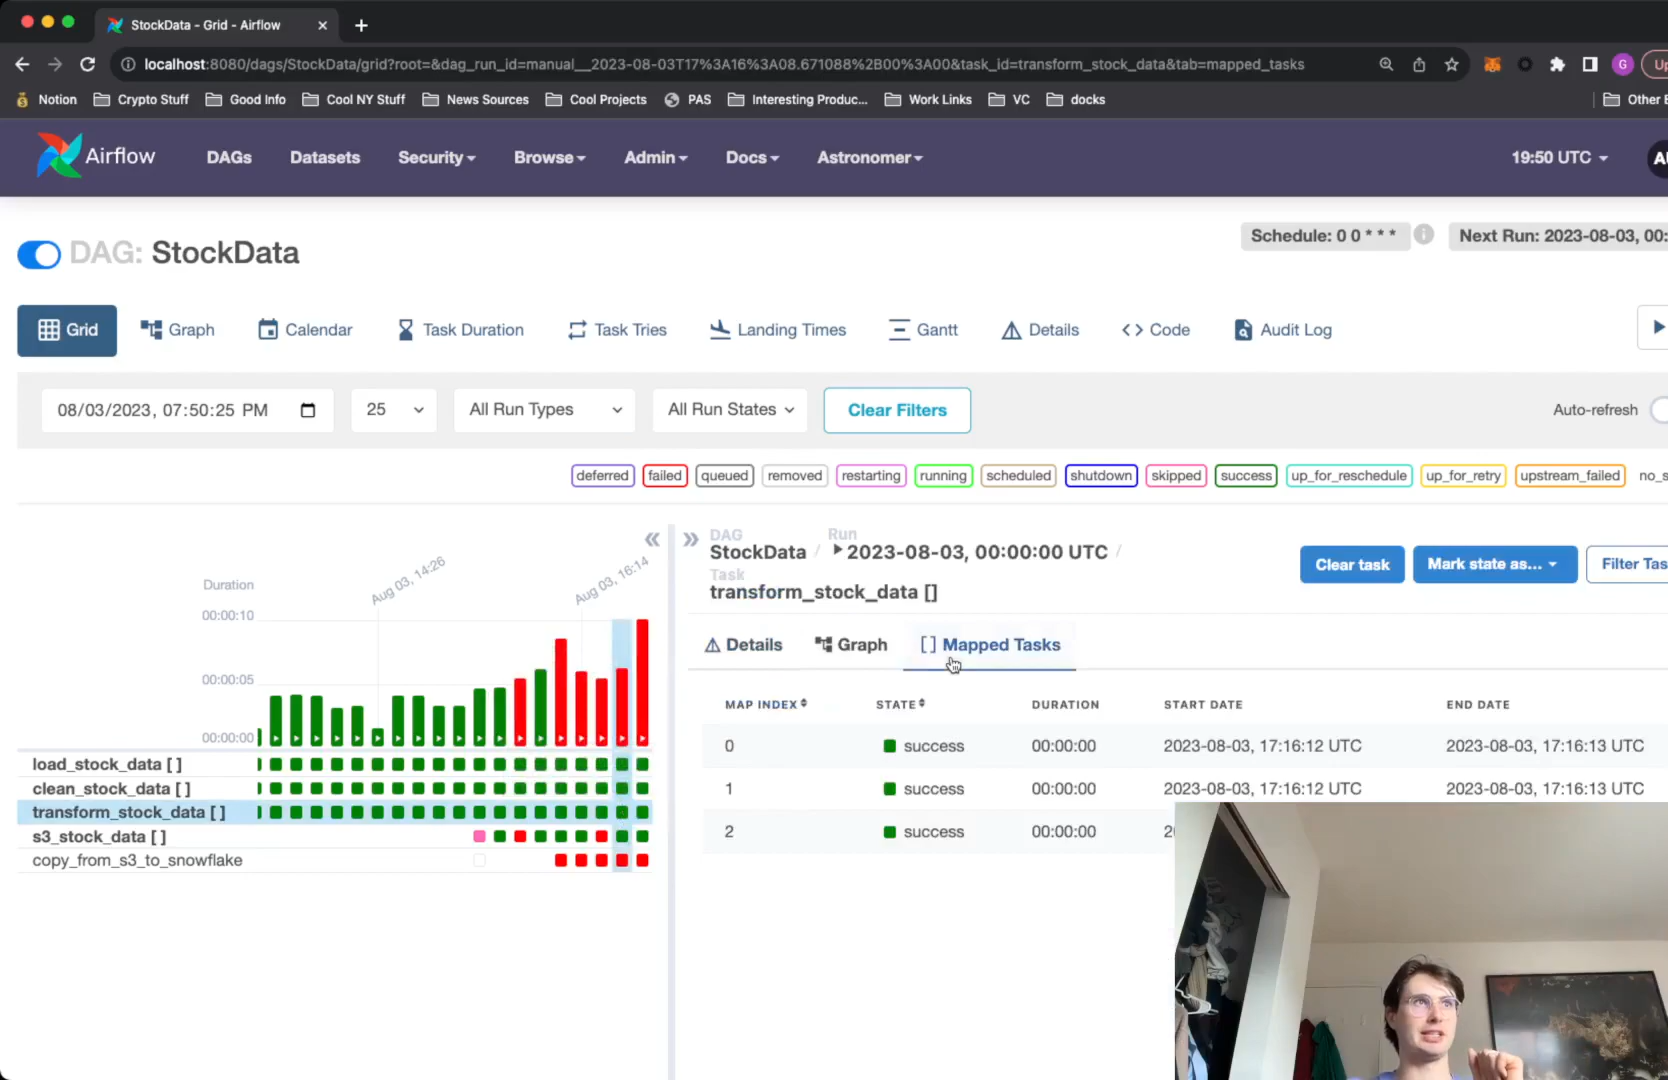 StockData - Grid - Airflow
localhost:8080/dags/StockData/grid?root=&dag_run_id=manual__2023-08-03T17%3A16%3A08.671088%2B00%3A00&task_id=transform_stock_data&tab=mapped_tasks
G
Notion Crypto Stuff Good Info Cool NY Stuff News Sources Cool Projects PAS Interesting Produc... Work Links VC docks Other
Airflow DAGs Datasets Security Browse Admin Docs Astronomer 19:50 UTC
DAG: StockData
Schedule: 0 0 * * * Next Run: 2023-08-03, 00:
Grid Graph Calendar Task Duration Task Tries Landing Times Gantt Details Code Audit Log
08/03/2023, 07:50:25 PM 25 All Run Types All Run States Clear Filters Auto-refresh
deferred failed queued removed restarting running scheduled shutdown skipped success up_for_reschedule up_for_retry upstream_failed no_s
DAG Run
StockData / 2023-08-03, 00:00:00 UTC /
Task
transform_stock_data []
Clear task Mark state as... Filter Tas
Details Graph [] Mapped Tasks
Duration Aug 03, 14:26 Aug 03, 16:14
00:00:10
00:00:05
00:00:00
load_stock_data [ ]
clean_stock_data [ ]
transform_stock_data [ ]
s3_stock_data [ ]
copy_from_s3_to_snowflake
MAP INDEX STATE DURATION START DATE END DATE
0 success 00:00:00 2023-08-03, 17:16:12 UTC 2023-08-03, 17:16:13 UTC
1 success 00:00:00 2023-08-03, 17:16:12 UTC 2023-08-03, 17:16:13 UTC
2 success 00:00:00